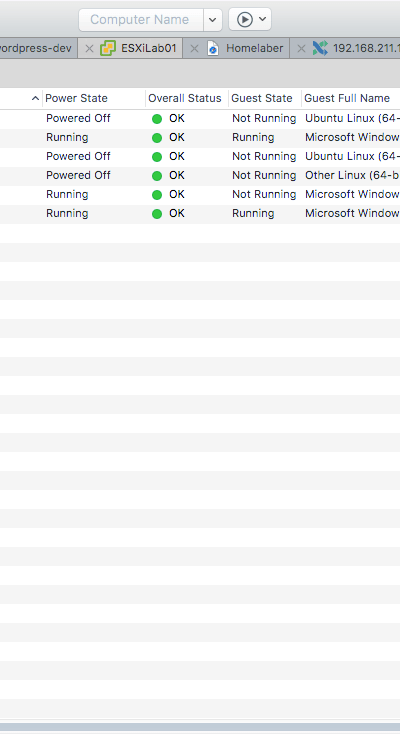 Computer Name
ordpress-dev ESXiLab01 Homelaber 192.168.211.1
Power State Overall Status Guest State Guest Full Name
Powered Off OK Not Running Ubuntu Linux (64-
Running OK Running Microsoft Window
Powered Off OK Not Running Ubuntu Linux (64-
Powered Off OK Not Running Other Linux (64-b
Running OK Not Running Microsoft Window
Running OK Running Microsoft Window